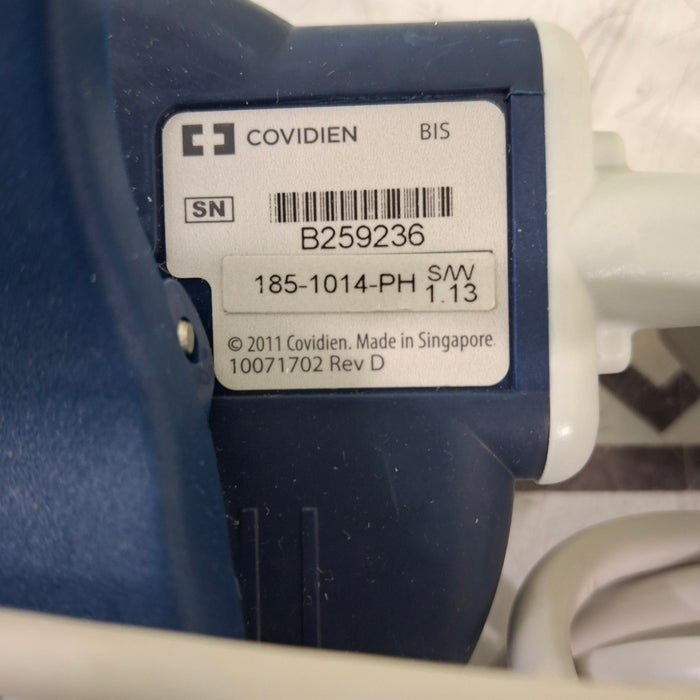 COVIDIEN BIS
SN
B259236
185-1014-PH S/W 1.13
© 2011 Covidien. Made in Singapore.
10071702 Rev D